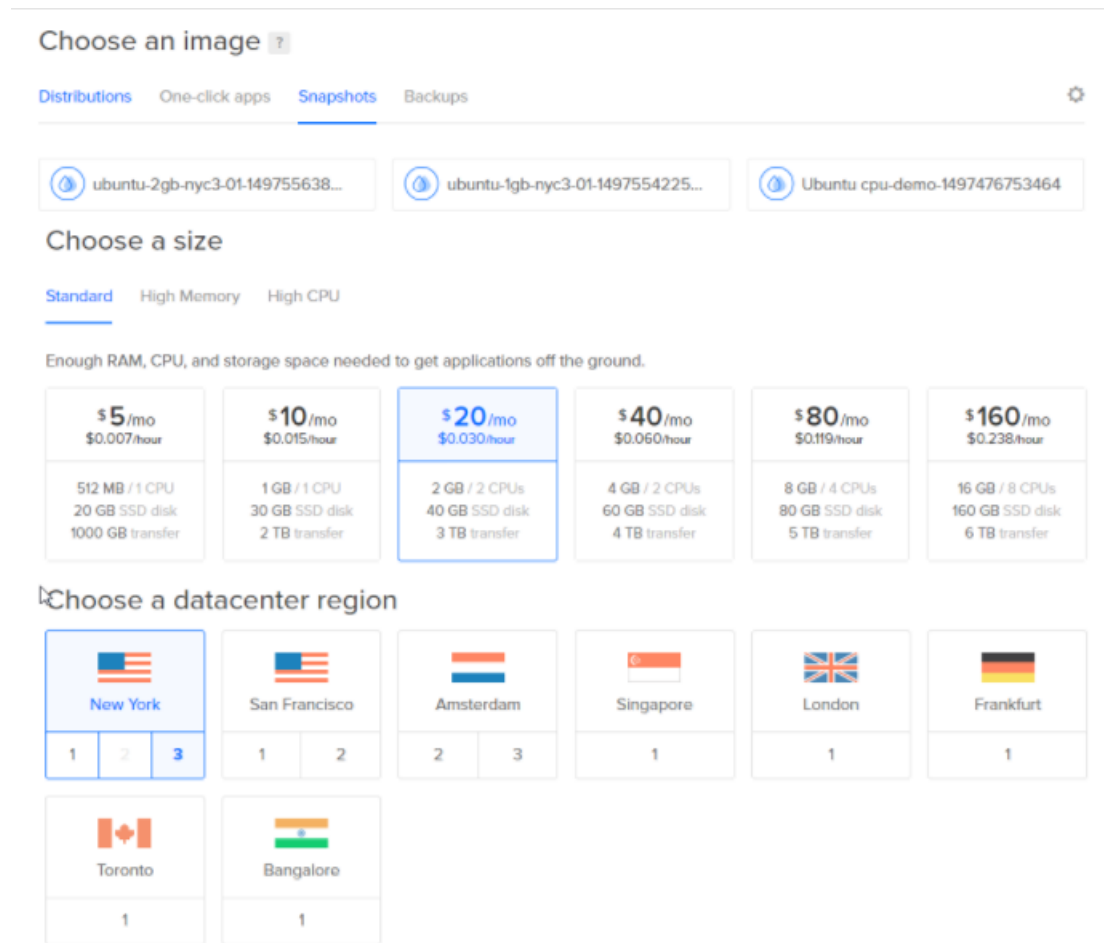 Choose an image ?
Distributions One-click apps Snapshots Backups
ubuntu-2gb-nyc3-01-149755638... ubuntu-1gb-nyc3-01-1497554225... Ubuntu cpu-demo-1497476753464
Choose a size
Standard High Memory High CPU
Enough RAM, CPU, and storage space needed to get applications off the ground.
$5/mo $10/mo $20/mo $40/mo $80/mo $160/mo
$0.007/hour $0.015/hour $0.030/hour $0.060/hour $0.119/hour $0.238/hour
512 MB / 1 CPU 1 GB / 1 CPU 2 GB / 2 CPUs 4 GB / 2 CPUs 8 GB / 4 CPUs 16 GB / 8 CPUs
20 GB SSD disk 30 GB SSD disk 40 GB SSD disk 60 GB SSD disk 80 GB SSD disk 160 GB SSD disk
1000 GB transfer 2 TB transfer 3 TB transfer 4 TB transfer 5 TB transfer 6 TB transfer
Choose a datacenter region
New York San Francisco Amsterdam Singapore London Frankfurt
1 2 3 1 2 2 3 1 1 1
Toronto Bangalore
1 1